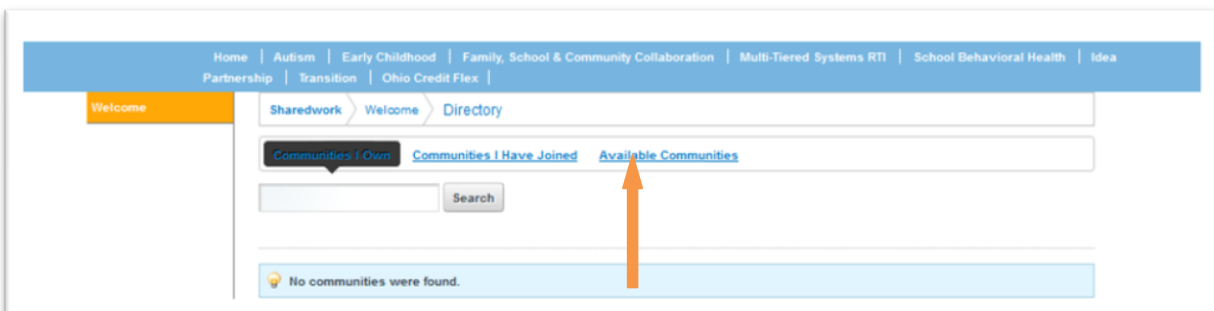 Home | Autism | Early Childhood | Family, School & Community Collaboration | Multi-Tiered Systems RTI | School Behavioral Health | Idea
Partnership | Transition | Ohio Credit Flex |
Welcome
Sharedwork Welcome Directory
Communities I Own Communities I Have Joined Available Communities
Search
No communities were found.